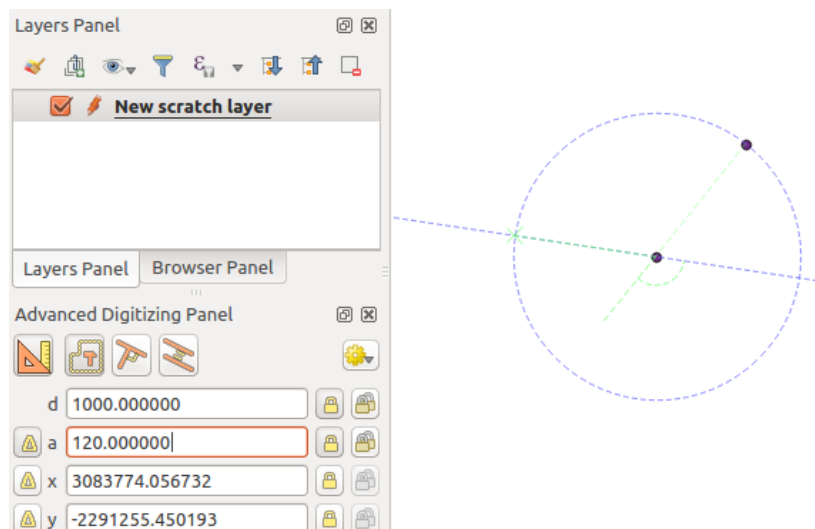 Layers Panel
New scratch layer
Layers Panel Browser Panel
Advanced Digitizing Panel
d 1000.000000
a 120.000000
x 3083774.056732
y -2291255.450193